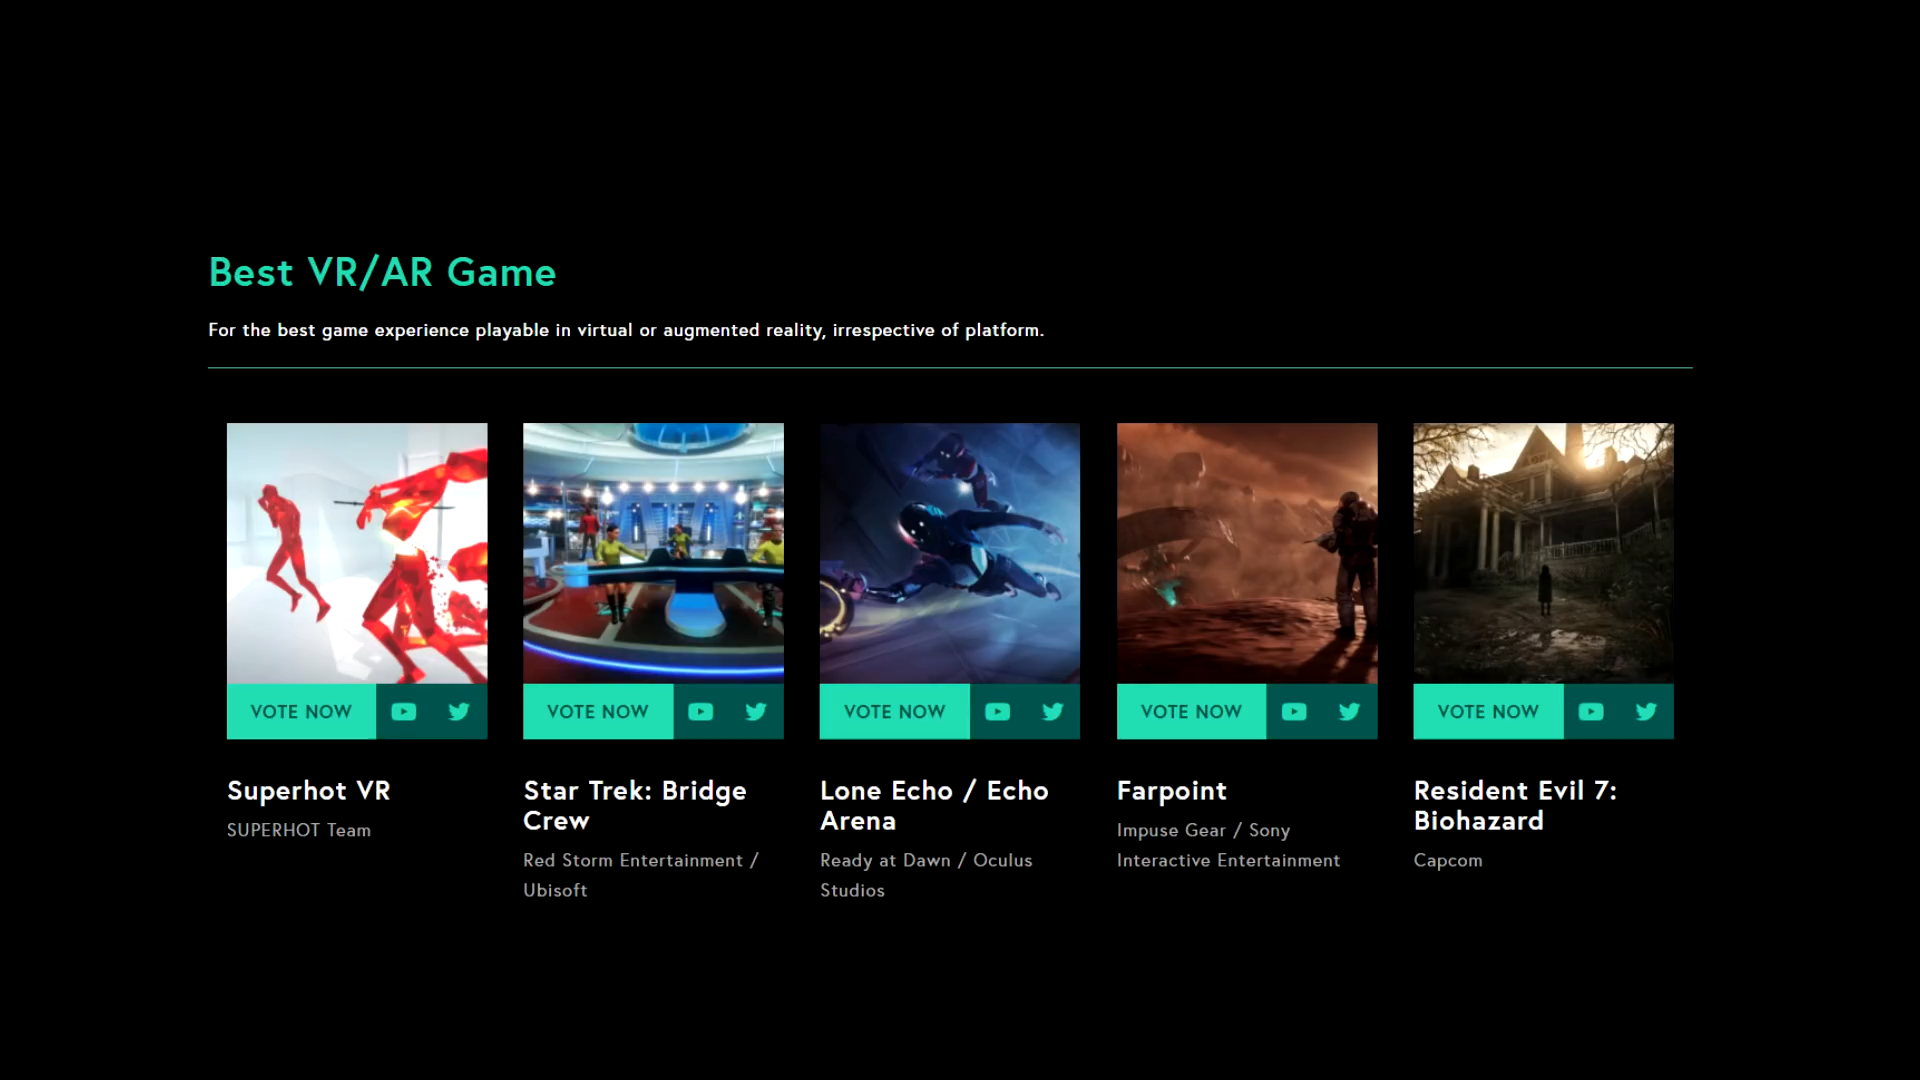 Best VR/AR Game
For the best game experience playable in virtual or augmented reality, irrespective of platform.
VOTE NOW
VOTE NOW
VOTE NOW
VOTE NOW
VOTE NOW
Superhot VR
SUPERHOT Team
Star Trek: Bridge
Crew
Red Storm Entertainment /
Ubisoft
Lone Echo / Echo
Arena
Ready at Dawn / Oculus
Studios
Farpoint
Impuse Gear / Sony
Interactive Entertainment
Resident Evil 7:
Biohazard
Capcom